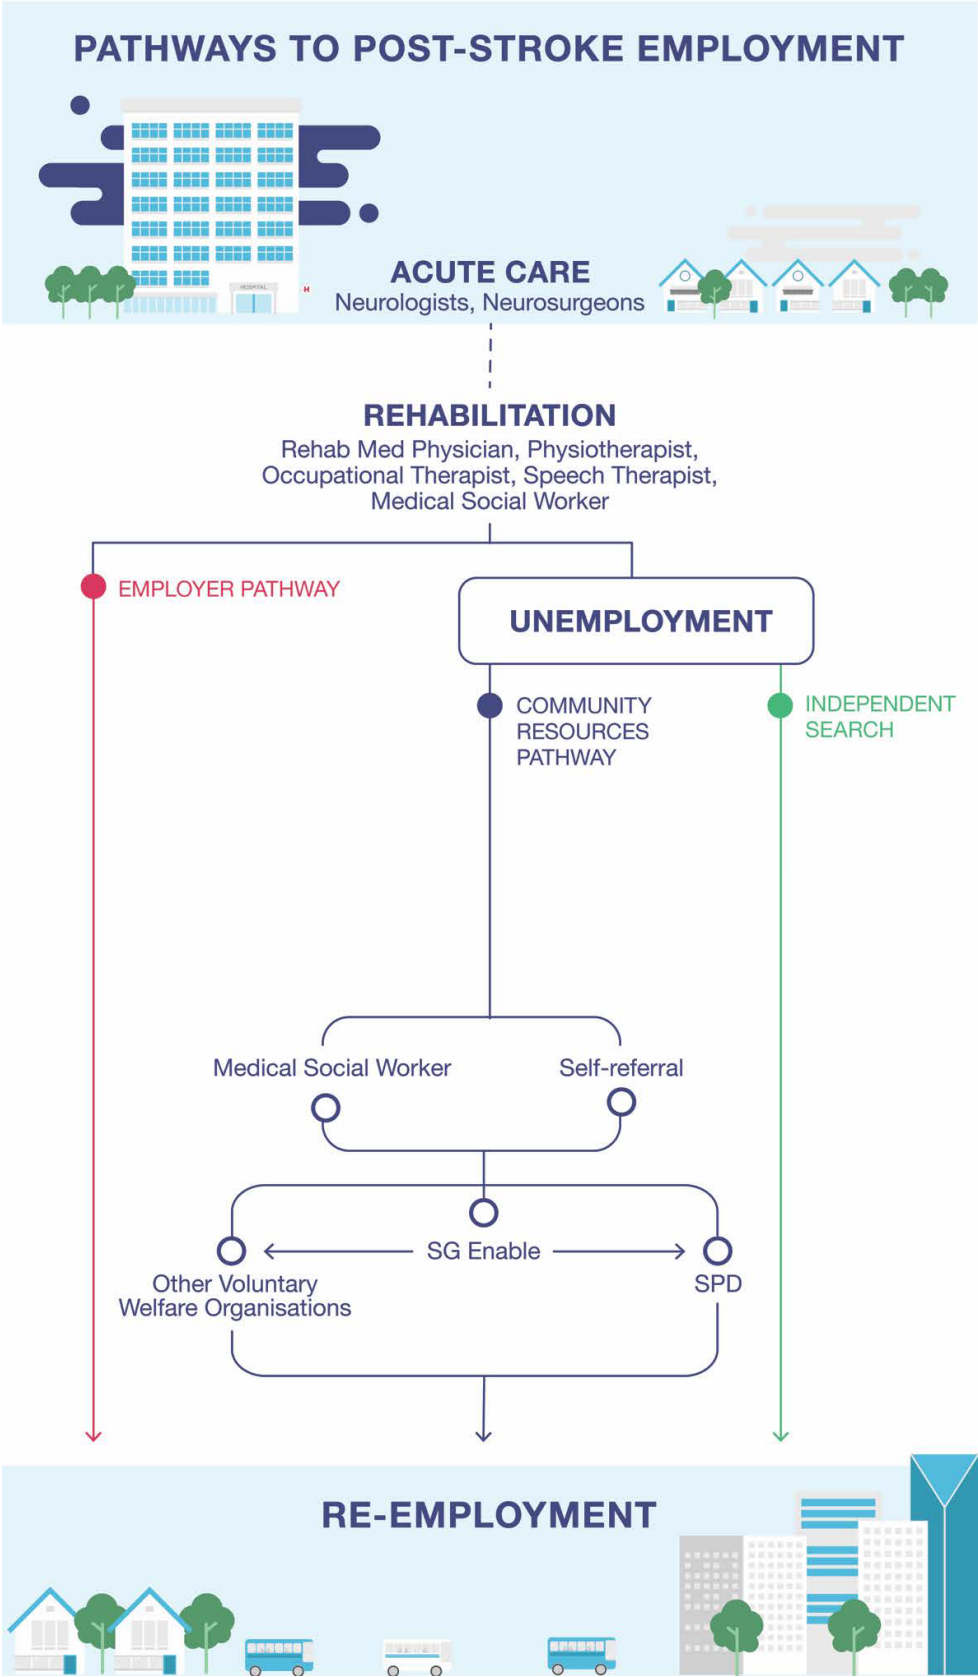 PATHWAYS TO POST-STROKE EMPLOYMENT
HOSPITAL
H
ACUTE CARE
Neurologists, Neurosurgeons
REHABILITATION
Rehab Med Physician, Physiotherapist,
Occupational Therapist, Speech Therapist,
Medical Social Worker
EMPLOYER PATHWAY
UNEMPLOYMENT
COMMUNITY
RESOURCES
PATHWAY
INDEPENDENT
SEARCH
Medical Social Worker
Self-referral
SG Enable
Other Voluntary
Welfare Organisations
SPD
RE-EMPLOYMENT